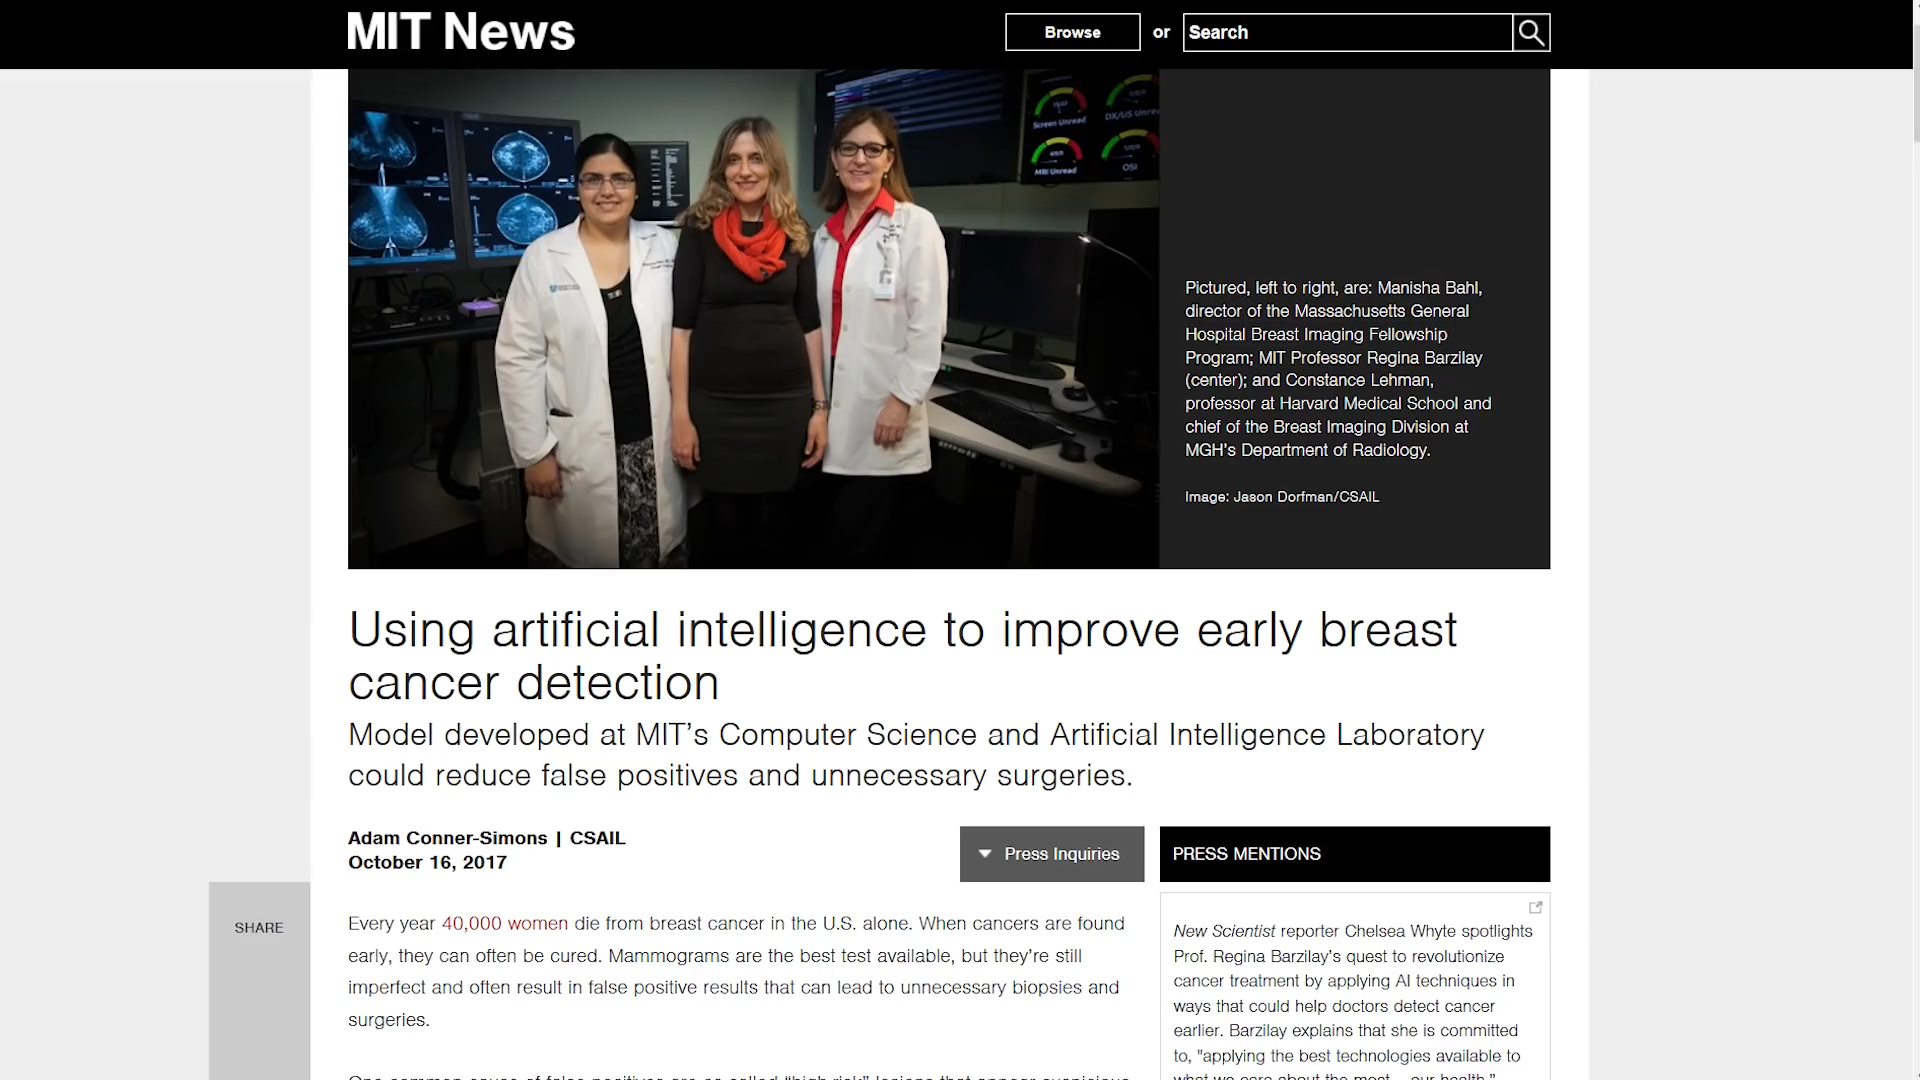 MIT News
Browse or Search
Screen Unread
MRI Unread
OSI
Pictured, left to right, are: Manisha Bahl,
director of the Massachusetts General
Hospital Breast Imaging Fellowship
Program; MIT Professor Regina Barzilay
(center); and Constance Lehman,
professor at Harvard Medical School and
chief of the Breast Imaging Division at
MGH’s Department of Radiology.
Image: Jason Dorfman/CSAIL
Using artificial intelligence to improve early breast
cancer detection
Model developed at MIT’s Computer Science and Artificial Intelligence Laboratory
could reduce false positives and unnecessary surgeries.
Adam Conner-Simons | CSAIL
October 16, 2017
Press Inquiries
SHARE
Every year 40,000 women die from breast cancer in the U.S. alone. When cancers are found
early, they can often be cured. Mammograms are the best test available, but they’re still
imperfect and often result in false positive results that can lead to unnecessary biopsies and
surgeries.
One common cause of false positives are so-called “high-risk” lesions that appear suspicious
PRESS MENTIONS
New Scientist reporter Chelsea Whyte spotlights
Prof. Regina Barzilay’s quest to revolutionize
cancer treatment by applying AI techniques in
ways that could help doctors detect cancer
earlier. Barzilay explains that she is committed
to, "applying the best technologies available to
what we care about the most – our health.”